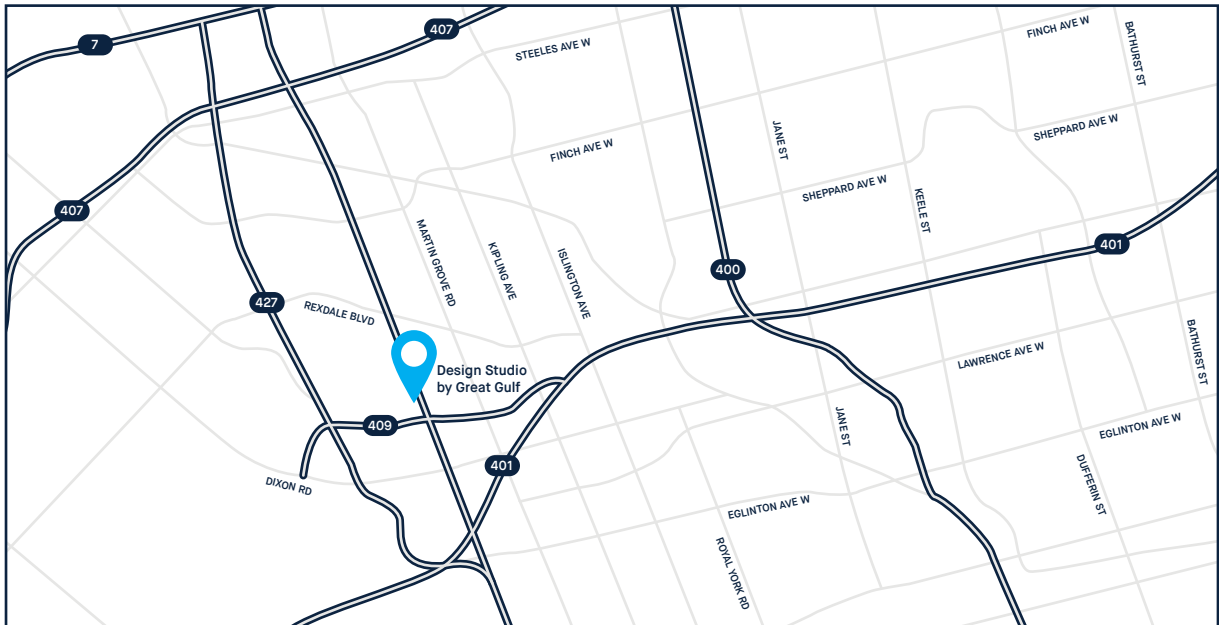 407
7
STEELES AVE W
FINCH AVE W
BATHURST ST
FINCH AVE W
JANE ST
SHEPPARD AVE W
SHEPPARD AVE W
407
KEELE ST
MARTIN GROVE RD
KIPLING AVE
ISLINGTON AVE
401
400
427
REXDALE BLVD
BATHURST ST
LAWRENCE AVE W
Design Studio
by Great Gulf
409
JANE ST
EGLINTON AVE W
401
DIXON RD
DUFFERIN ST
EGLINTON AVE W
ROYAL YORK RD